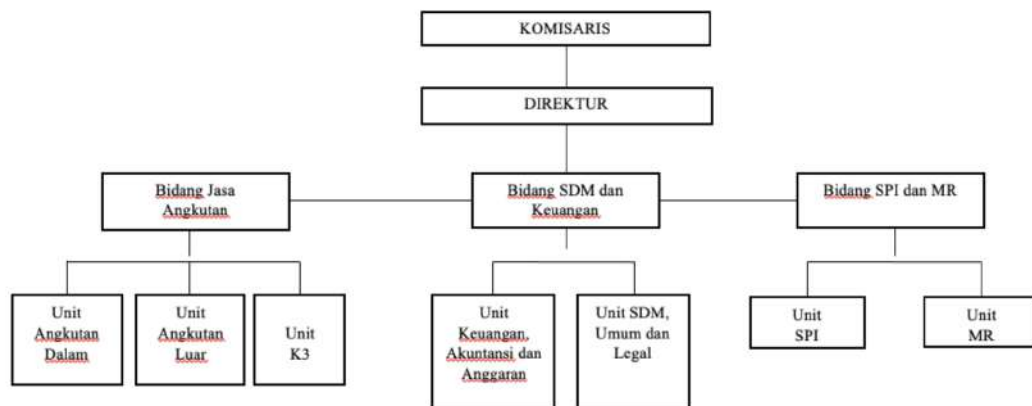 KOMISARIS
DIREKTUR
Bidang Jasa
Angkutan
Bidang SDM dan
Keuangan
Bidang SPI dan MR
Unit
Angkutan
Dalam
Unit
Angkutan
Luar
Unit
K3
Unit
Keuangan,
Akuntansi dan
Anggaran
Unit SDM,
Umum dan
Legal
Unit
SPI
Unit
MR